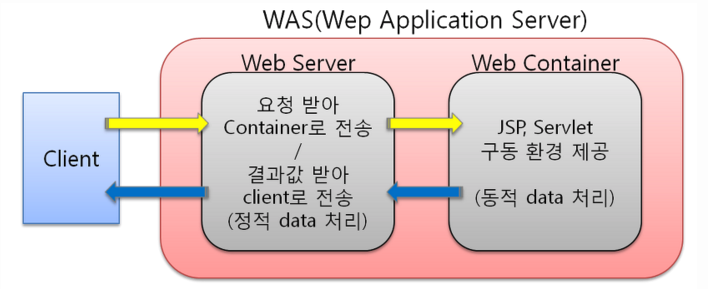 WAS(Wep Application Server)
Web Server
Web Container
Client
요청 받아
Container로 전송
/
결과값 받아
client로 전송
(정적 data 처리)
JSP, Servlet
구동 환경 제공
(동적 data 처리)